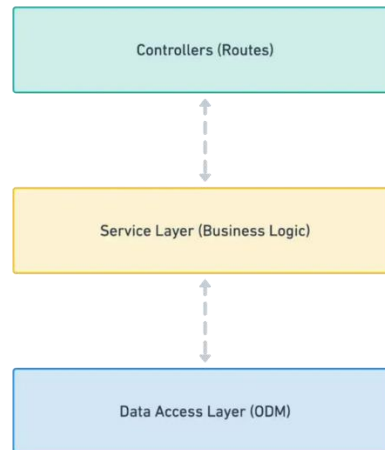 Controllers (Routes)
Service Layer (Business Logic)
Data Access Layer (ODM)